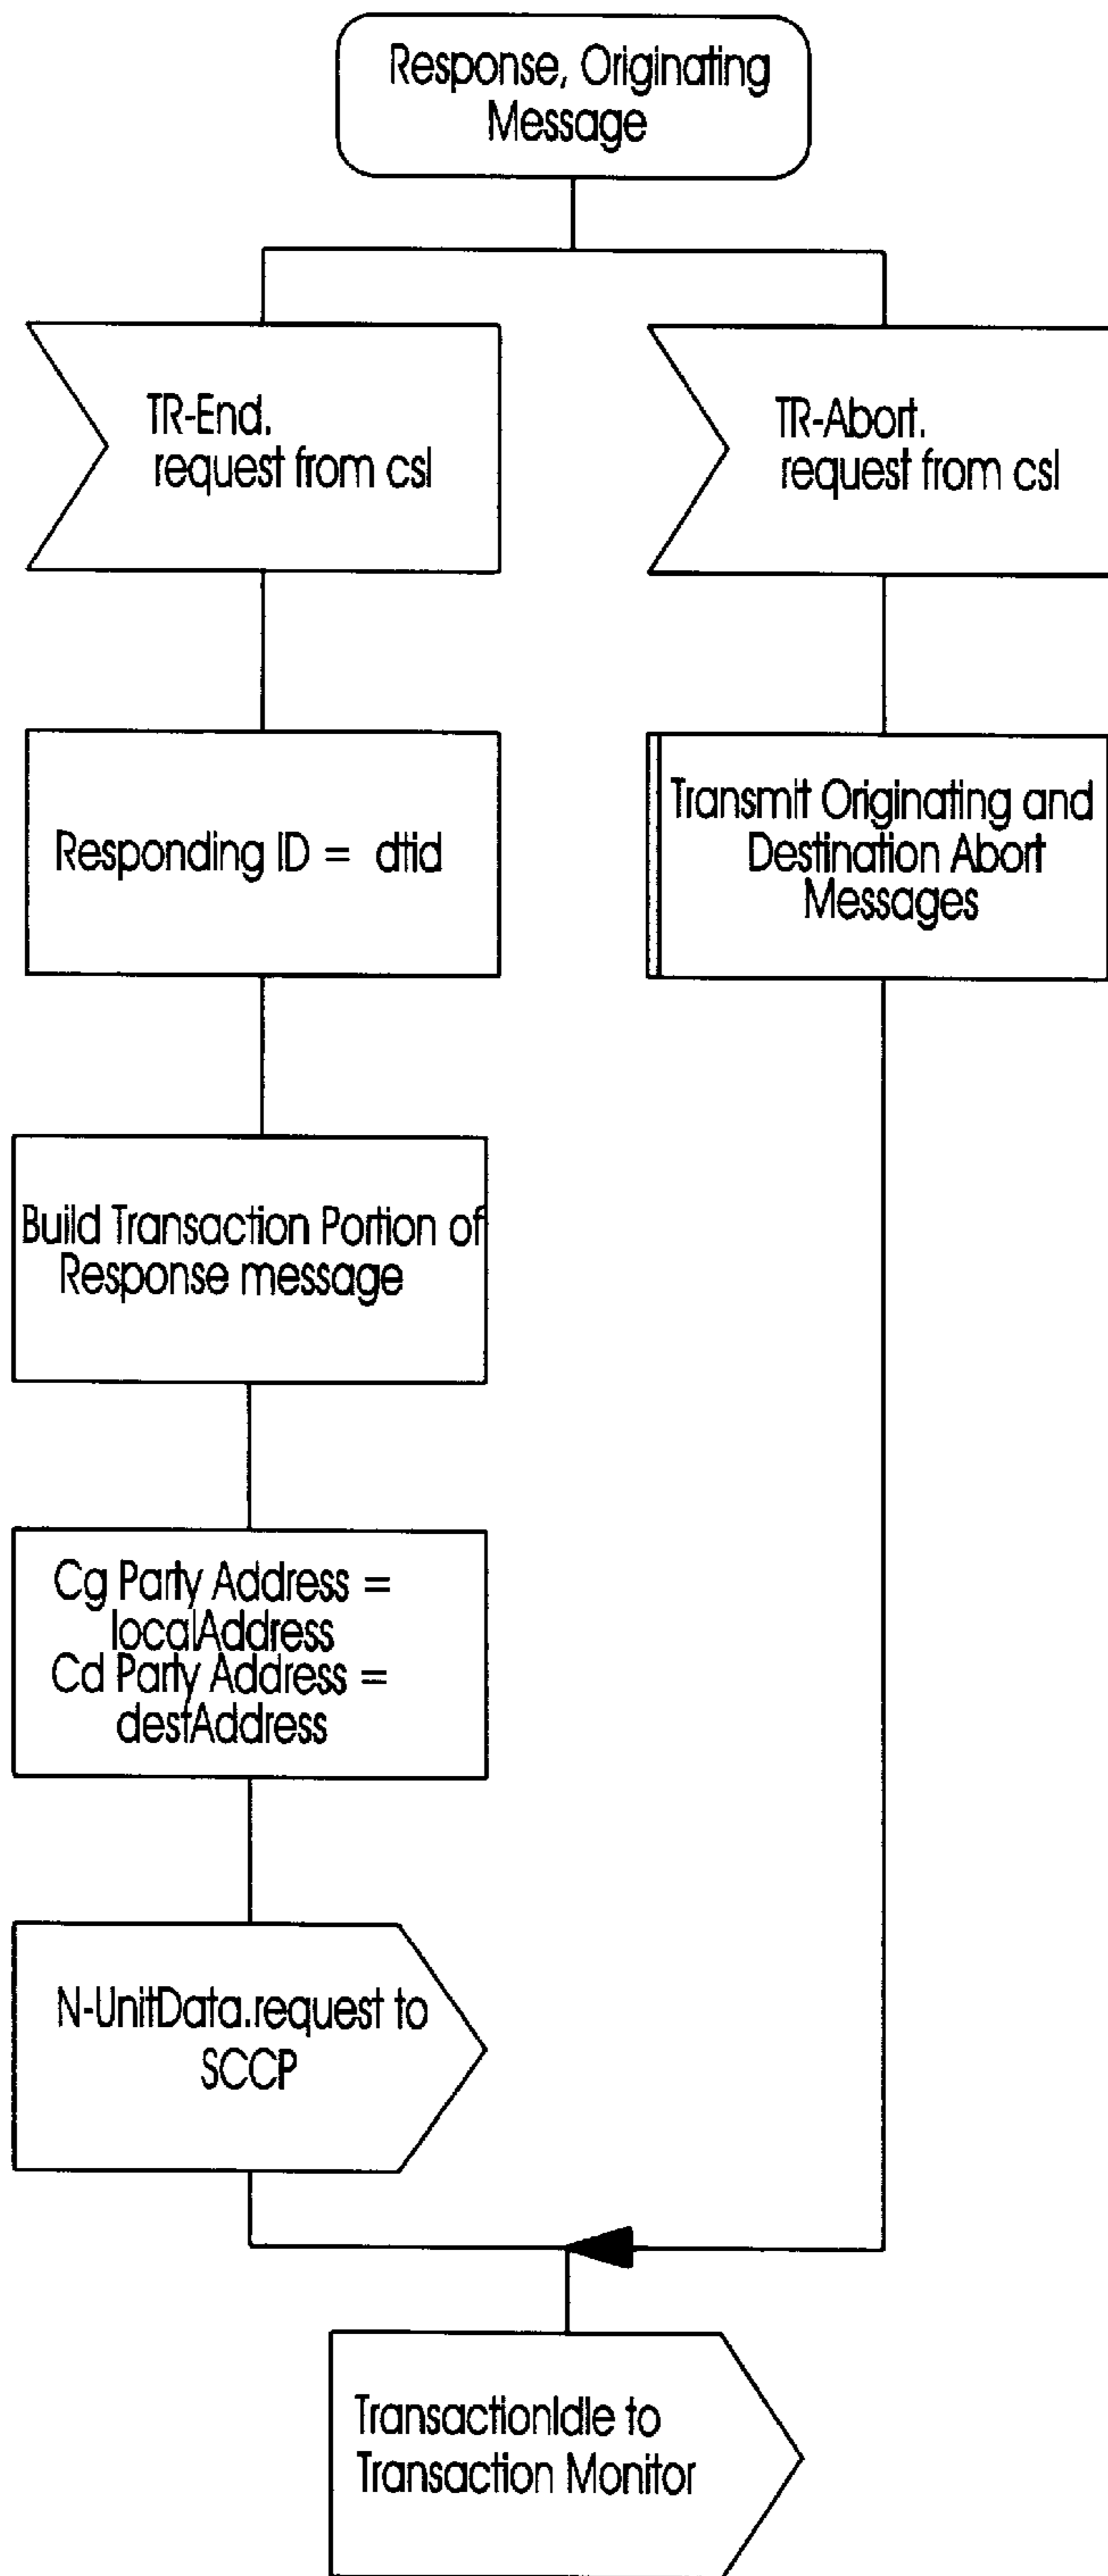 Response, Originating
Message
TR-End.
request from csl
TR-Abort.
request from csl
Responding ID = dtid
Transmit Originating and
Destination Abort
Messages
Build Transaction Portion of
Response message
Cg Party Address =
localAddress
Cd Party Address =
destAddress
N-UnitData.request to
SCCP
TransactionIdle to
Transaction Monitor